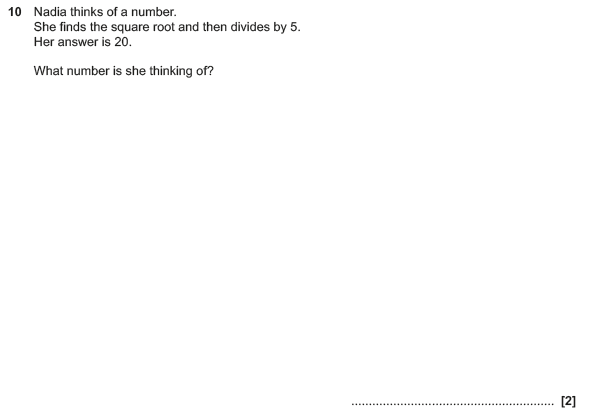 10 Nadia thinks of a number.
She finds the square root and then divides by 5.
Her answer is 20.
What number is she thinking of?
.......................................................... [2]